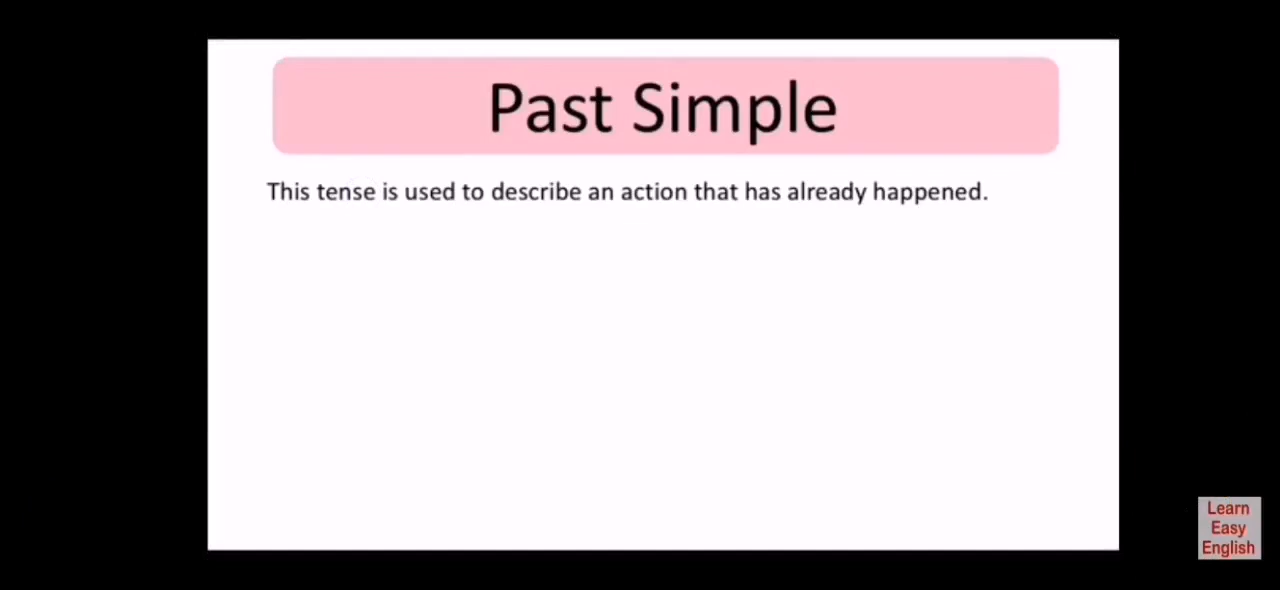 Past Simple
This tense is used to describe an action that has already happened.
Learn
Easy
English